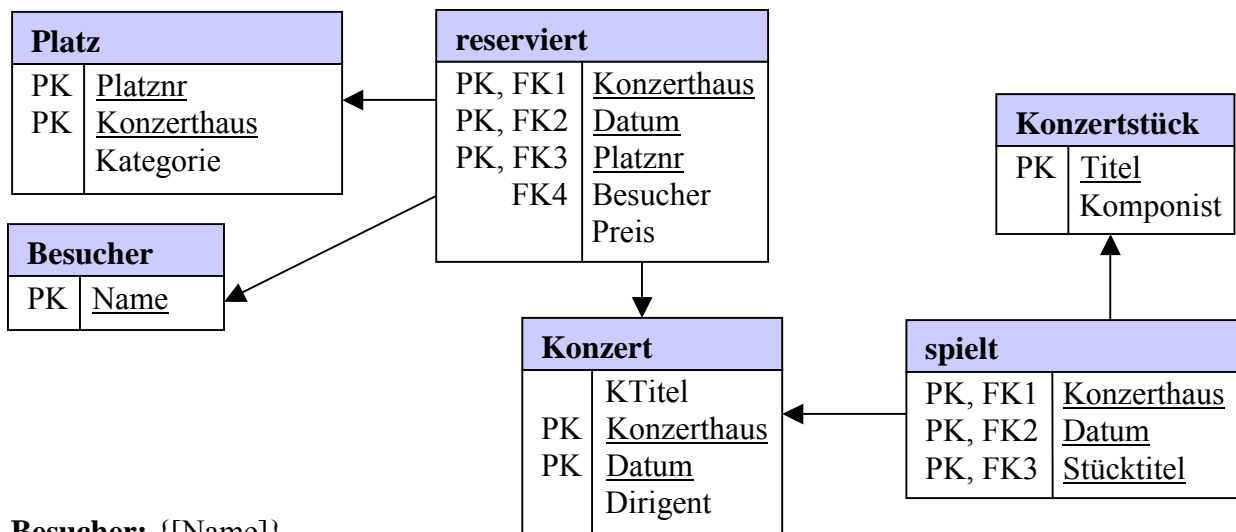 Platz
PK Platznr
PK Konzerthaus
Kategorie
reserviert
PK, FK1 Konzerthaus
PK, FK2 Datum
PK, FK3 Platznr
FK4 Besucher
Preis
Konzertstück
PK Titel
Komponist
Besucher
PK Name
Konzert
KTitel
PK Konzerthaus
PK Datum
Dirigent
spielt
PK, FK1 Konzerthaus
PK, FK2 Datum
PK, FK3 Stücktitel
Besucher: {[Name]}